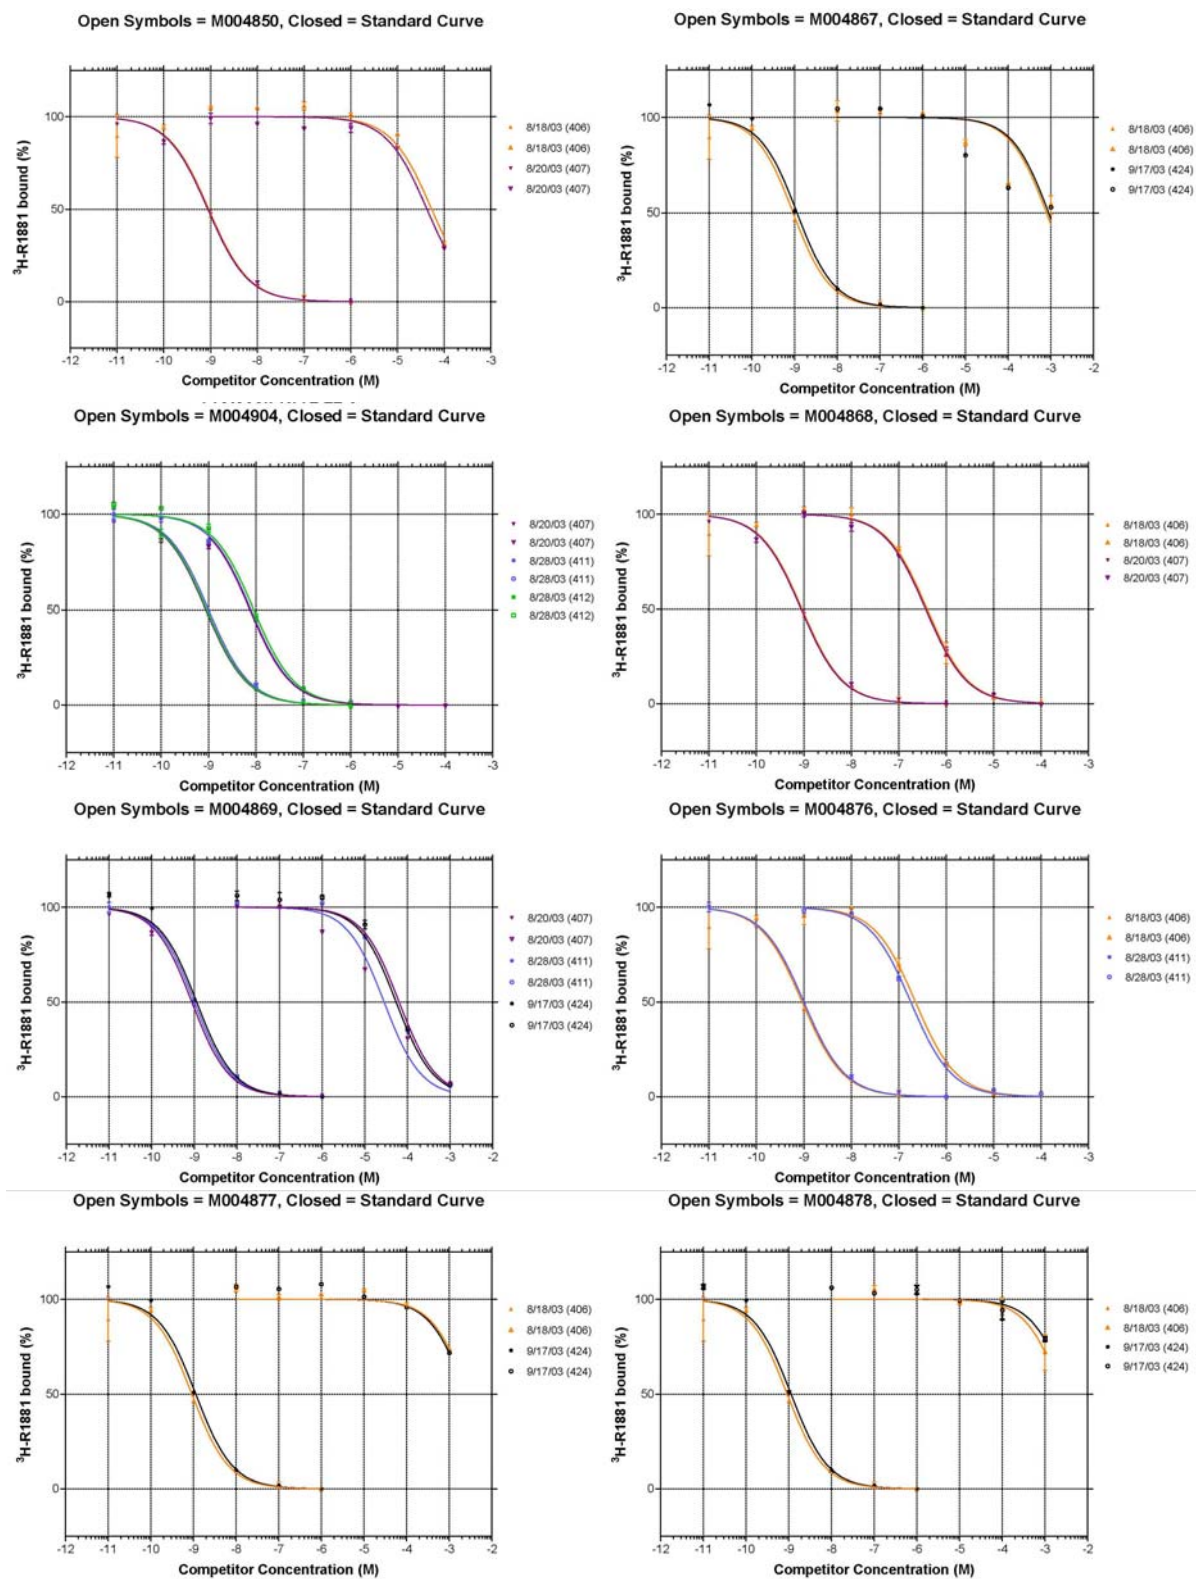 Open Symbols = M004850, Closed = Standard Curve
³H-R1881 bound (%)
100
50
0
-12 -11 -10 -9 -8 -7 -6 -5 -4 -3
Competitor Concentration (M)
8/18/03 (406)
8/18/03 (406)
8/20/03 (407)
8/20/03 (407)
Open Symbols = M004867, Closed = Standard Curve
³H-R1881 bound (%)
100
50
0
-12 -11 -10 -9 -8 -7 -6 -5 -4 -3 -2
Competitor Concentration (M)
8/18/03 (406)
8/18/03 (406)
9/17/03 (424)
9/17/03 (424)
Open Symbols = M004904, Closed = Standard Curve
³H-R1881 bound (%)
100
50
0
-12 -11 -10 -9 -8 -7 -6 -5 -4 -3
Competitor Concentration (M)
8/20/03 (407)
8/20/03 (407)
8/28/03 (411)
8/28/03 (411)
8/28/03 (412)
8/28/03 (412)
Open Symbols = M004868, Closed = Standard Curve
³H-R1881 bound (%)
100
50
0
-12 -11 -10 -9 -8 -7 -6 -5 -4 -3
Competitor Concentration (M)
8/18/03 (406)
8/18/03 (406)
8/20/03 (407)
8/20/03 (407)
Open Symbols = M004869, Closed = Standard Curve
³H-R1881 bound (%)
100
50
0
-12 -11 -10 -9 -8 -7 -6 -5 -4 -3 -2
Competitor Concentration (M)
8/20/03 (407)
8/20/03 (407)
8/28/03 (411)
8/28/03 (411)
9/17/03 (424)
9/17/03 (424)
Open Symbols = M004876, Closed = Standard Curve
³H-R1881 bound (%)
100
50
0
-12 -11 -10 -9 -8 -7 -6 -5 -4 -3
Competitor Concentration (M)
8/18/03 (406)
8/18/03 (406)
8/28/03 (411)
8/28/03 (411)
Open Symbols = M004877, Closed = Standard Curve
³H-R1881 bound (%)
100
50
0
-12 -11 -10 -9 -8 -7 -6 -5 -4 -3 -2
Competitor Concentration (M)
8/18/03 (406)
8/18/03 (406)
9/17/03 (424)
9/17/03 (424)
Open Symbols = M004878, Closed = Standard Curve
³H-R1881 bound (%)
100
50
0
-12 -11 -10 -9 -8 -7 -6 -5 -4 -3 -2
Competitor Concentration (M)
8/18/03 (406)
8/18/03 (406)
9/17/03 (424)
9/17/03 (424)